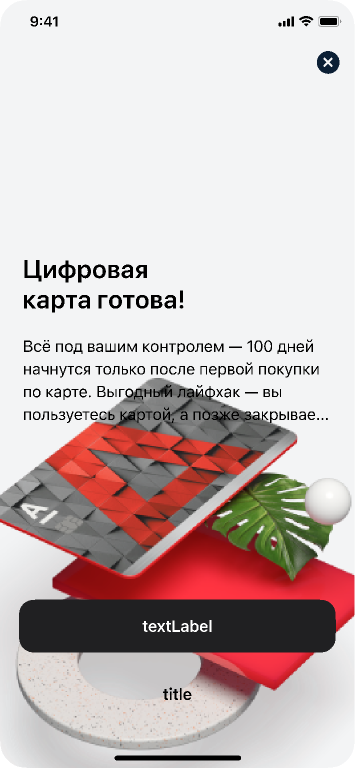 9:41
Цифровая
карта готова!
Всё под вашим контролем — 100 дней
начнутся только после первой покупки
по карте. Выгодный лайфхак — вы
пользуетесь картой, а позже закрывае...
textLabel
title